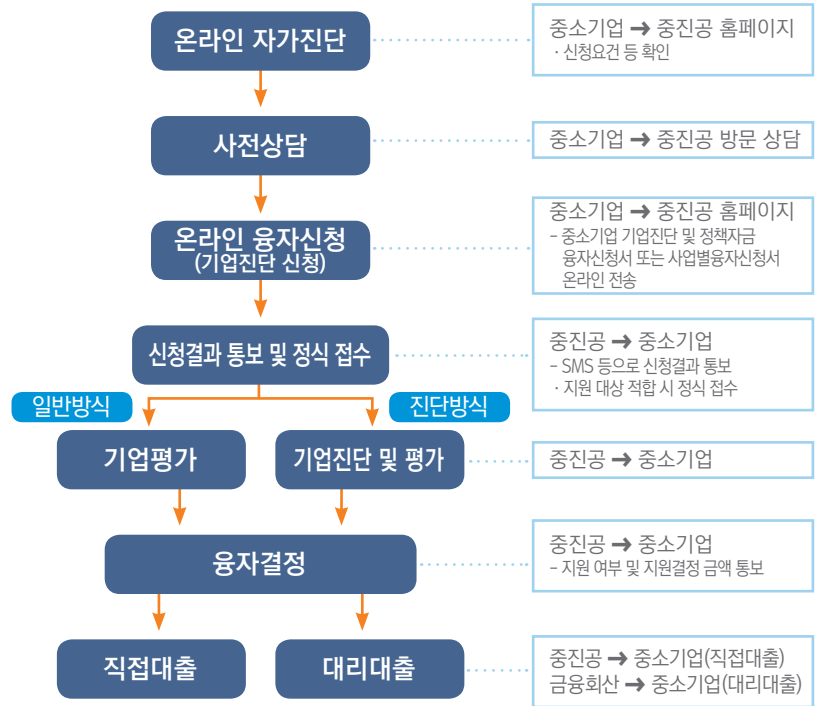 온라인 자가진단
중소기업 ➜ 중진공 홈페이지
· 신청요건 등 확인
사전상담
중소기업 ➜ 중진공 방문 상담
온라인 융자신청
(기업진단 신청)
중소기업 ➜ 중진공 홈페이지
- 중소기업 기업진단 및 정책자금
융자신청서 또는 사업별융자신청서
온라인 전송
신청결과 통보 및 정식 접수
중진공 ➜ 중소기업
- SMS 등으로 신청결과 통보
· 지원 대상 적합 시 정식 접수
일반방식
진단방식
기업평가
기업진단 및 평가
중진공 ➜ 중소기업
융자결정
중진공 ➜ 중소기업
- 지원 여부 및 지원결정 금액 통보
직접대출
대리대출
중진공 ➜ 중소기업(직접대출)
금융회산 ➜ 중소기업(대리대출)